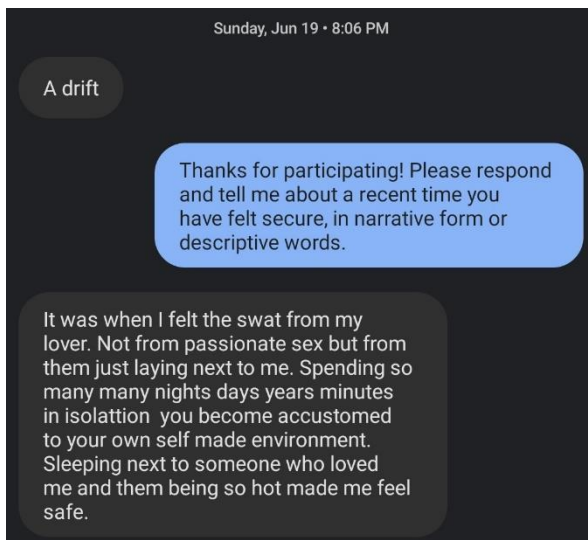 Sunday, Jun 19 • 8:06 PM
A drift
Thanks for participating! Please respond
and tell me about a recent time you
have felt secure, in narrative form or
descriptive words.
It was when I felt the swat from my
lover. Not from passionate sex but from
them just laying next to me. Spending so
many many nights days years minutes
in isolattion  you become accustomed
to your own self made environment.
Sleeping next to someone who loved
me and them being so hot made me feel
safe.